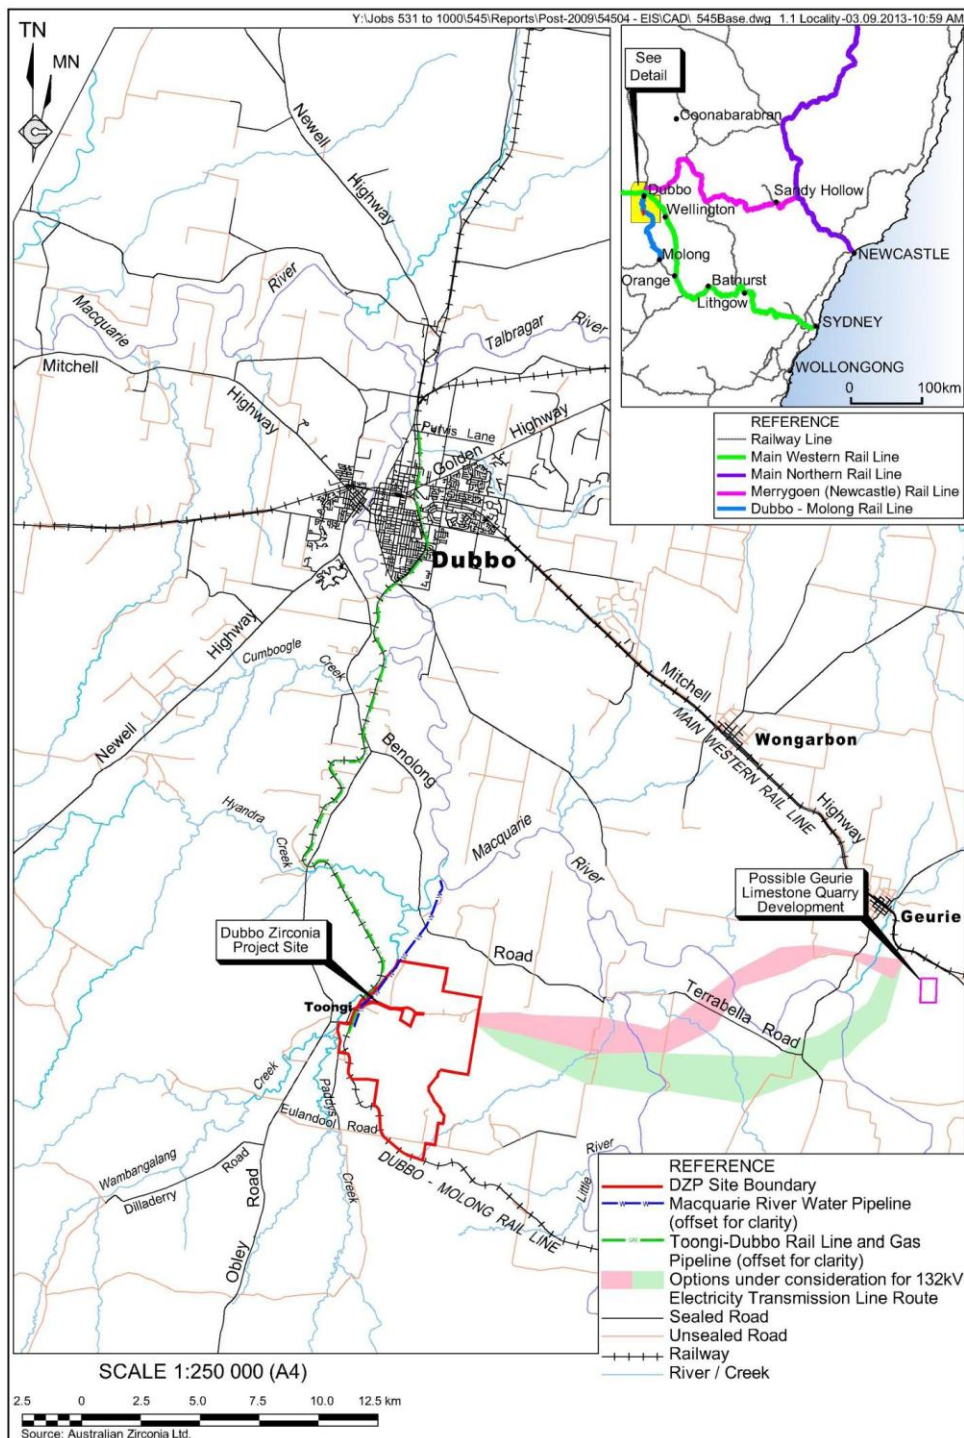 Y:\Jobs 531 to 1000\545\Reports\Post-2009\54504 - EIS\CAD\_545Base.dwg 1.1 Locality-03.09.2013-10:59 AM
TN
MN
See
Detail
Coonabarabran
Dubbo
Sandy Hollow
Wellington
NEWCASTLE
Molong
Orange
Bathurst
Lithgow
SYDNEY
WOLLONGONG
0 100km
REFERENCE
Railway Line
Main Western Rail Line
Main Northern Rail Line
Merrygoen (Newcastle) Rail Line
Dubbo - Molong Rail Line
Newell
Highway
River
Macquarie
Talbragar
River
Mitchell
Highway
Purvis Lane
Golden
Highway
Dubbo
Highway
Cumboogle
Creek
Newell
Benolong
Mitchell
MAIN WESTERN RAIL LINE
Wongarbon
Highway
Hyandra
Creek
Macquarie
River
Possible Geurie
Limestone Quarry
Development
Geurie
Dubbo Zirconia
Project Site
Road
Toongi
Terrabella Road
Creek
Paddys
Eulandool Road
Wambangalang
Road
Dilladerry
DUBBO - MOLONG RAIL LINE
Creek
River
Little
Road
Obley
REFERENCE
DZP Site Boundary
W W Macquarie River Water Pipeline
(offset for clarity)
Toongi-Dubbo Rail Line and Gas
Pipeline (offset for clarity)
Options under consideration for 132kV
Electricity Transmission Line Route
Sealed Road
Unsealed Road
Railway
River / Creek
SCALE 1:250 000 (A4)
2.5 0 2.5 5.0 7.5 10.0 12.5 km
Source: Australian Zirconia Ltd.